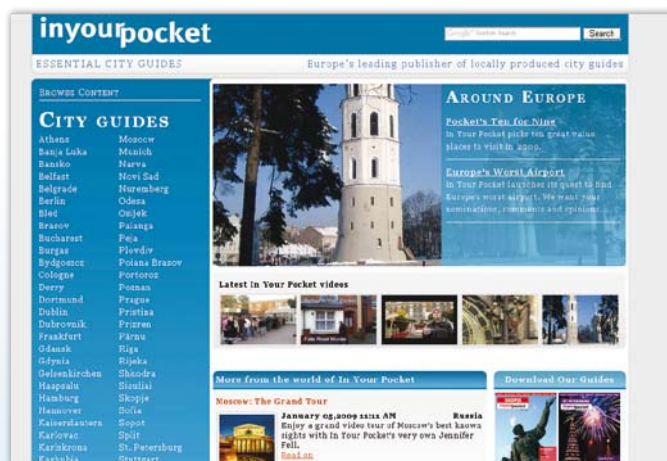 inyourpocket
Search
ESSENTIAL CITY GUIDES
Europe's leading publisher of locally produced city guides
BROWSE CONTENT
CITY GUIDES
Athens
Banja Luka
Bansko
Belfast
Belgrade
Berlin
Bled
Brasov
Bucharest
Burgas
Bydgoszcz
Cologne
Derry
Dortmund
Dublin
Dubrovnik
Frankfurt
Gdansk
Gdynia
Gelsenkirchen
Haapsalu
Hamburg
Hannover
Kaiserslautern
Karlovac
Karlskrona
Kashubia
Moscow
Munich
Narva
Novi Sad
Nuremberg
Odesa
Osijek
Palanga
Peja
Plovdiv
Poiana Brasov
Portoroz
Poznan
Prague
Pristina
Prizren
Pärnu
Riga
Rijeka
Shkodra
Siauliai
Skopje
Sofia
Sopot
Split
St. Petersburg
Stuttgart
AROUND EUROPE
Pocket's Ten for Nine
In Your Pocket picks ten great value
places to visit in 2009.
Europe's Worst Airport
In Your Pocket launches its quest to find
Europe's worst airport. We want your
nominations, comments and opinions.
Latest In Your Pocket videos
More from the world of In Your Pocket
Moscow: The Grand Tour
January 05,2009 11:11 AM Russia
Enjoy a grand video tour of Moscow's best known
sights with In Your Pocket's very own Jennifer
Fell.
Read on
Download Our Guides